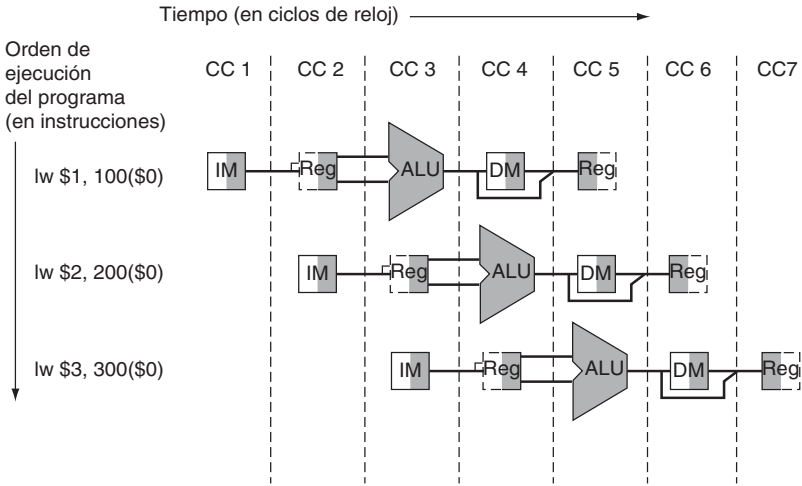 Tiempo (en ciclos de reloj)
Orden de
ejecución
del programa
(en instrucciones)
CC 1 CC 2 CC 3 CC 4 CC 5 CC 6 CC7
lw $1, 100($0) IM Reg ALU DM Reg
lw $2, 200($0) IM Reg ALU DM Reg
lw $3, 300($0) IM Reg ALU DM Reg